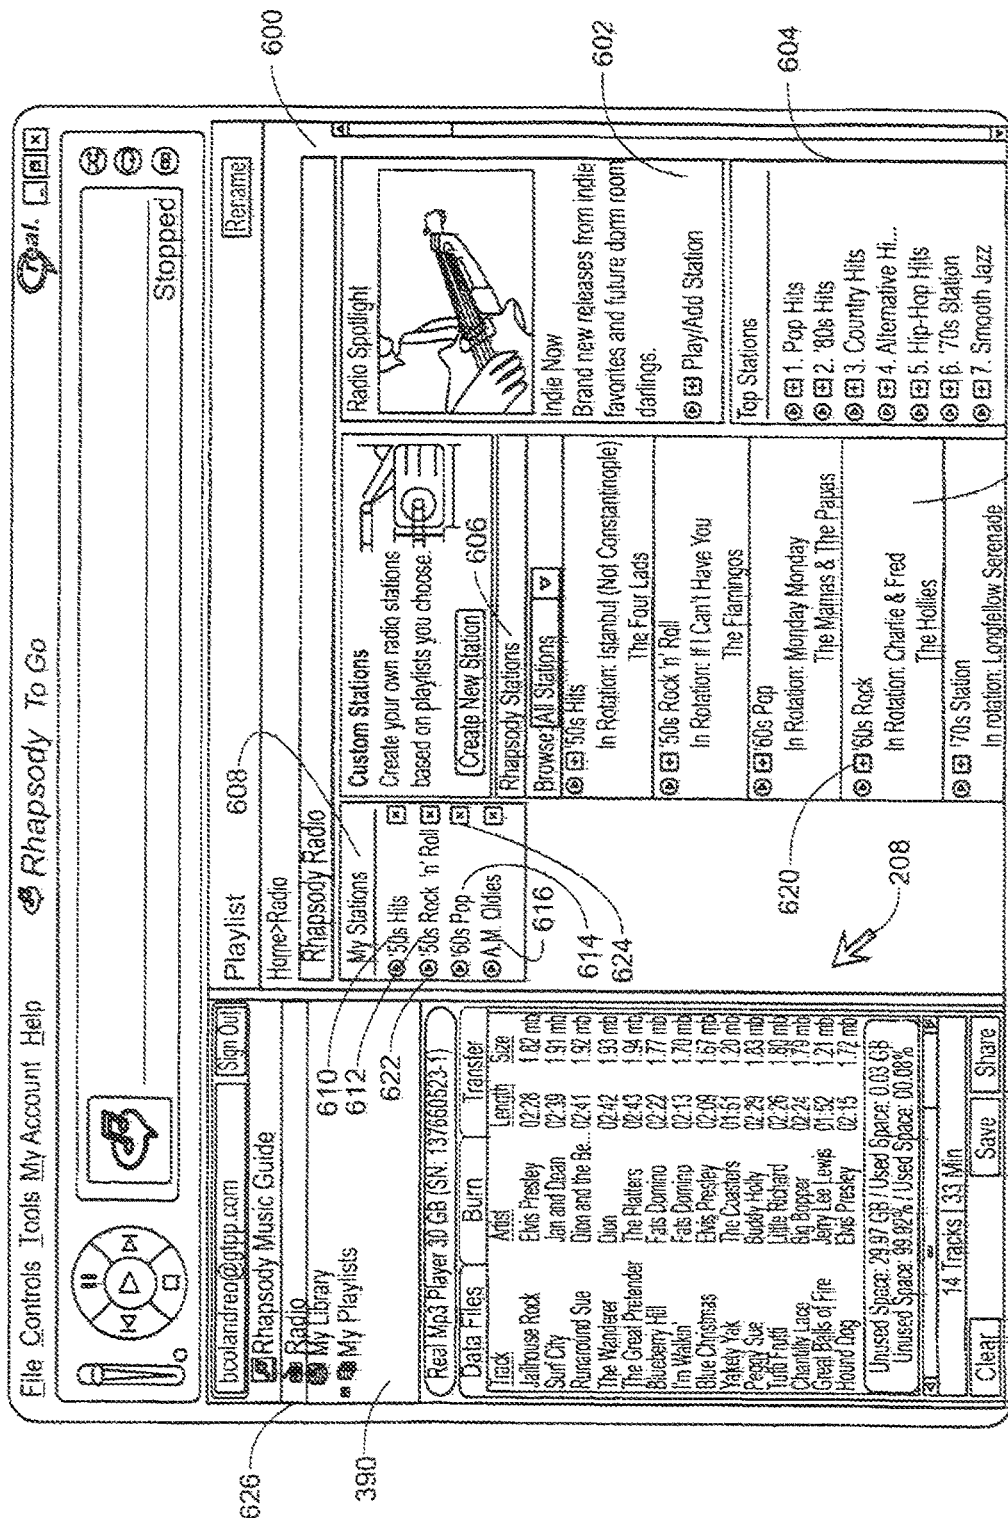 File Controls Tools My Account Help
Rhapsody To Go
real.
Stopped
bcolandreo@gtpp.com
Sign Out
Rhapsody Music Guide
Radio
My Library
My Playlists
Real Mp3 Player 30 GB (SN: 137660523-1)
Data Files Burn Transfer
Track Artist Length Size
Jailhouse Rock Elvis Presley 02:28 1.82 mb
Surf City Jan and Dean 02:39 1.91 mb
Runaround Sue Dion and the Be... 02:41 1.92 mb
The Wanderer Dion 02:42 1.93 mb
The Great Pretender The Platters 02:43 1.94 mb
Blueberry Hill Fats Domino 02:22 1.77 mb
I'm Walkin' Fats Domino 02:13 1.70 mb
Blue Christmas Elvis Presley 02:09 1.67 mb
Yakety Yak The Coasters 01:51 1.20 mb
Peggy Sue Buddy Holly 02:29 1.83 mb
Tutti Frutti Little Richard 02:26 1.80 mb
Chantilly Lace Big Bopper 02:24 1.79 mb
Great Balls of Fire Jerry Lee Lewis 01:52 1.21 mb
Hound Dog Elvis Presley 02:15 1.72 mb
Unused Space: 29.97 GB / Used Space: 0.03 GB
Unused Space: 99.92% / Used Space: 00.08%
14 Tracks | 33 Min
Clear Save Share
Playlist
Rename
Home>Radio
Rhapsody Radio
My Stations
'50s Hits
'50s Rock 'n' Roll
'60s Pop
A.M. Oldies
Custom Stations
Create your own radio stations
based on playlists you choose.
Create New Station
Rhapsody Stations
Browse All Stations
'50s Hits
In Rotation: Istanbul (Not Constantinople)
The Four Lads
'50s Rock 'n' Roll
In Rotation: If I Can't Have You
The Flamingos
'60s Pop
In Rotation: Monday Monday
The Mamas & The Papas
'60s Rock
In Rotation: Charlie & Fred
The Hollies
'70s Station
In rotation: Longfellow Serenade
Radio Spotlight
Indie Now
Brand new releases from indie
favorites and future dorm room
darlings.
Play/Add Station
Top Stations
1. Pop Hits
2. '80s Hits
3. Country Hits
4. Alternative Hi...
5. Hip-Hop Hits
6. '70s Station
7. Smooth Jazz
626
390
608
610
612
622
614
624
616
606
620
208
600
602
604